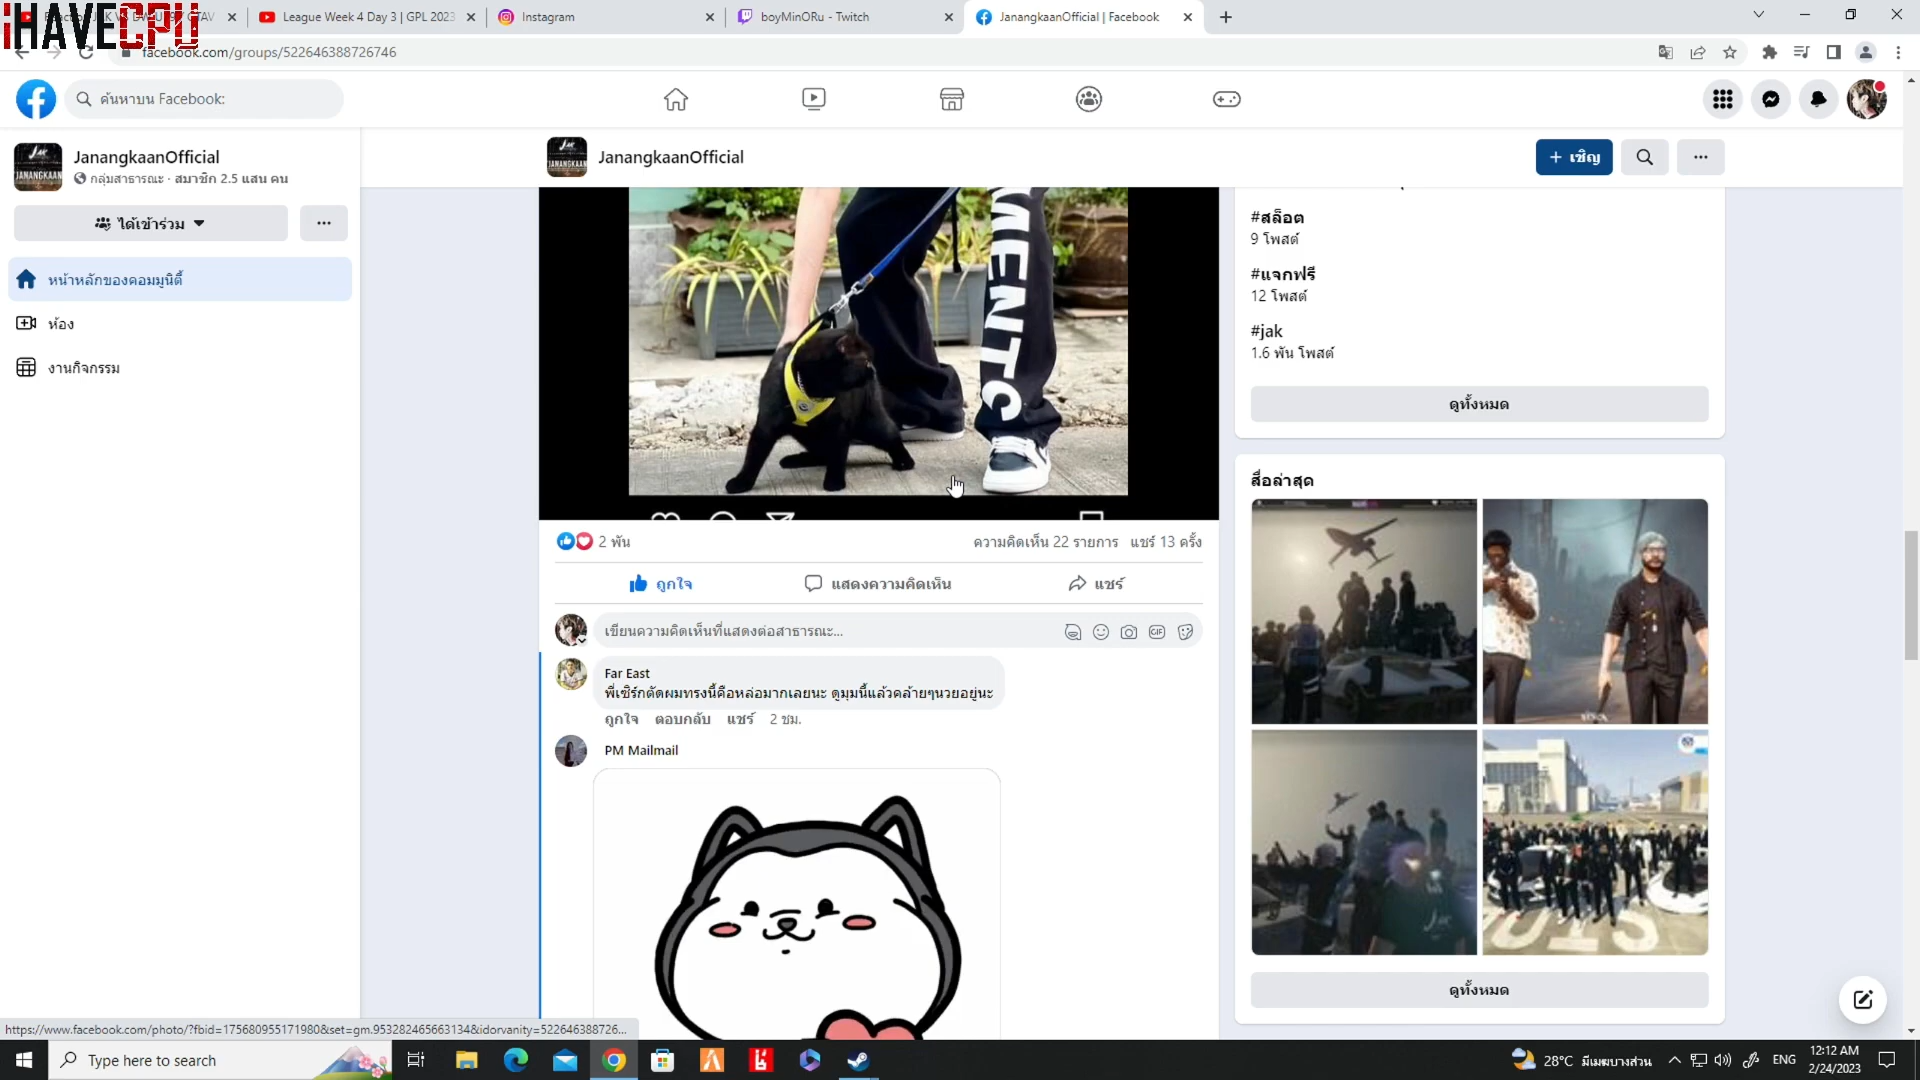 iHAVECPU
League Week 4 Day 3 | GPL 2023
Instagram
boyMinORu - Twitch
JanangkaanOfficial | Facebook
facebook.com/groups/522646388726746
ค้นหาบน Facebook:
JanangkaanOfficial
กลุ่มสาธารณะ · สมาชิก 2.5 แสน คน
ได้เข้าร่วม
หน้าหลักของคอมมูนิตี้
ห้อง
งานกิจกรรม
JanangkaanOfficial
+ เชิญ
#สล็อต
9 โพสต์
#แจกฟรี
12 โพสต์
#jak
1.6 พัน โพสต์
ดูทั้งหมด
สื่อล่าสุด
ดูทั้งหมด
2 พัน
ความคิดเห็น 22 รายการ แชร์ 13 ครั้ง
ถูกใจ
แสดงความคิดเห็น
แชร์
เขียนความคิดเห็นที่แสดงต่อสาธารณะ...
GIF
Far East
พี่เซิร์กตัดผมทรงนี้คือหล่อมากเลยนะ ดูมุมนี้แล้วคล้ายๆนวยอยู่นะ
ถูกใจ ตอบกลับ แชร์ 2 ชม.
PM Mailmail
https://www.facebook.com/photo/?fbid=175680955171980&set=gm.953282465663134&idorvanity=522646388726...
Type here to search
28°C มีเมฆบางส่วน
ENG
12:12 AM
2/24/2023